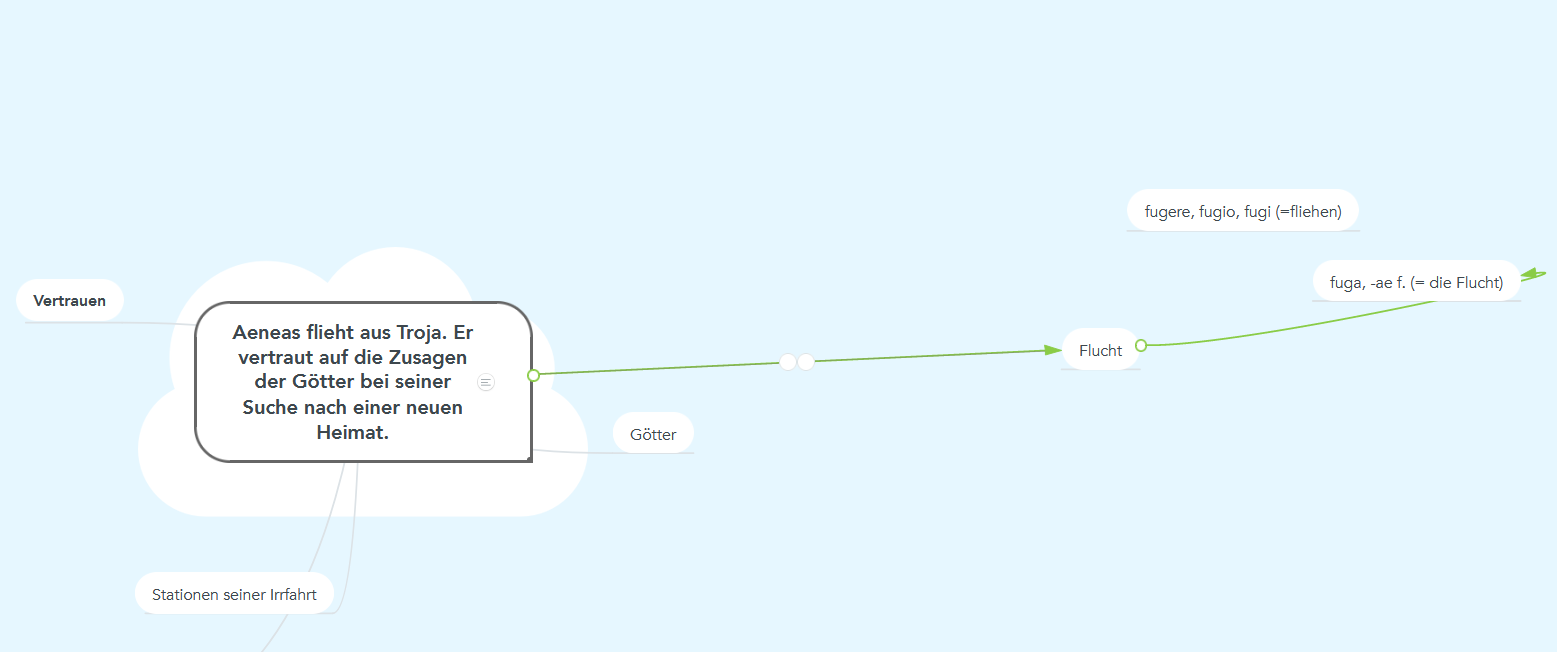 fugere, fugio, fugi (=fliehen)
fuga, -ae f. (= die Flucht)
Vertrauen
Aeneas flieht aus Troja. Er
vertraut auf die Zusagen
der Götter bei seiner
Suche nach einer neuen
Heimat.
Flucht
Götter
Stationen seiner Irrfahrt